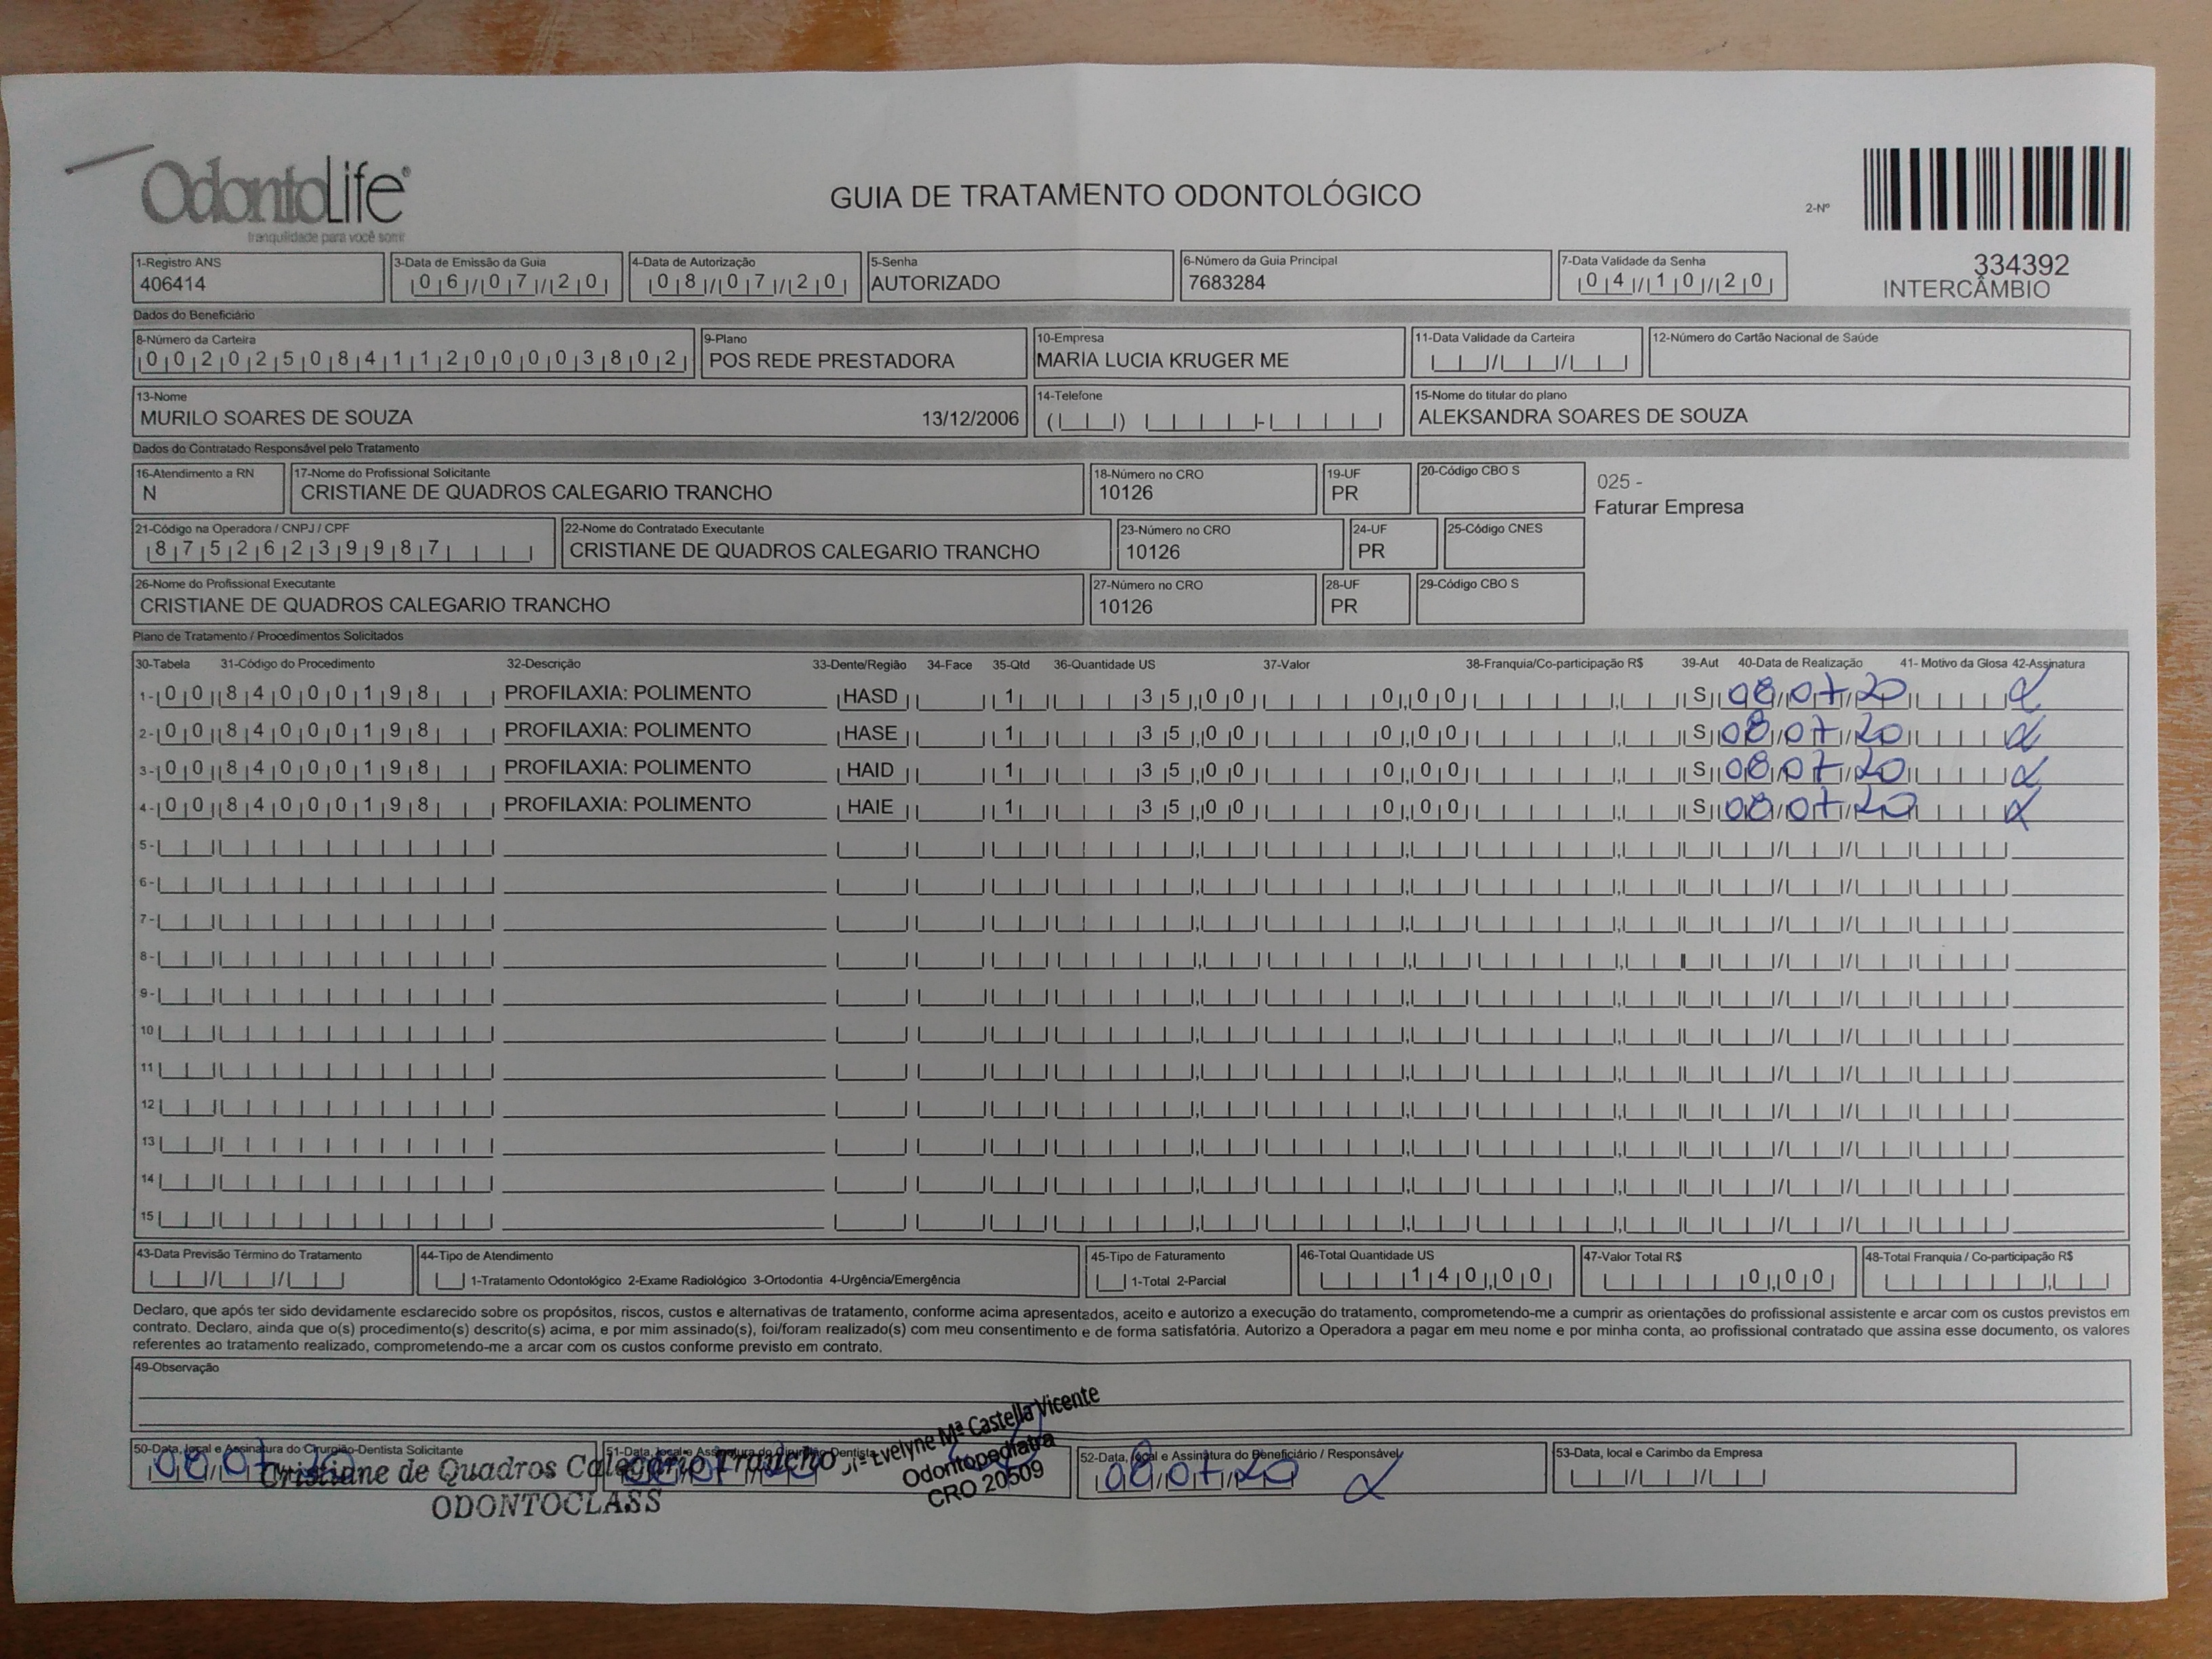 OdontoLife®
tranquilidade para você sorrir
GUIA DE TRATAMENTO ODONTOLÓGICO
2-Nº
334392
INTERCÂMBIO
1-Registro ANS
406414
3-Data de Emissão da Guia
06/07/20
4-Data de Autorização
08/07/20
5-Senha
AUTORIZADO
6-Número da Guia Principal
7683284
7-Data Validade da Senha
04/10/20
Dados do Beneficiário
8-Número da Carteira
00202508411200003802
9-Plano
POS REDE PRESTADORA
10-Empresa
MARIA LUCIA KRUGER ME
11-Data Validade da Carteira
12-Número do Cartão Nacional de Saúde
13-Nome
MURILO SOARES DE SOUZA 13/12/2006
14-Telefone
15-Nome do titular do plano
ALEKSANDRA SOARES DE SOUZA
Dados do Contratado Responsável pelo Tratamento
16-Atendimento a RN
N
17-Nome do Profissional Solicitante
CRISTIANE DE QUADROS CALEGARIO TRANCHO
18-Número no CRO
10126
19-UF
PR
20-Código CBO S
025 -
Faturar Empresa
21-Código na Operadora / CNPJ / CPF
87526239987
22-Nome do Contratado Executante
CRISTIANE DE QUADROS CALEGARIO TRANCHO
23-Número no CRO
10126
24-UF
PR
25-Código CNES
26-Nome do Profissional Executante
CRISTIANE DE QUADROS CALEGARIO TRANCHO
27-Número no CRO
10126
28-UF
PR
29-Código CBO S
Plano de Tratamento / Procedimentos Solicitados
30-Tabela 31-Código do Procedimento 32-Descrição 33-Dente/Região 34-Face 35-Qtd 36-Quantidade US 37-Valor 38-Franquia/Co-participação R$ 39-Aut 40-Data de Realização 41- Motivo da Glosa 42-Assinatura
1- 00 84000198 PROFILAXIA: POLIMENTO HASD 1 35,00 0,00 S 08/07/20
2- 00 84000198 PROFILAXIA: POLIMENTO HASE 1 35,00 0,00 S 08/07/20
3- 00 84000198 PROFILAXIA: POLIMENTO HAID 1 35,00 0,00 S 08/07/20
4- 00 84000198 PROFILAXIA: POLIMENTO HAIE 1 35,00 0,00 S 08/07/20
5-
6-
7-
8-
9-
10
11
12
13
14
15
43-Data Previsão Término do Tratamento
44-Tipo de Atendimento
1-Tratamento Odontológico 2-Exame Radiológico 3-Ortodontia 4-Urgência/Emergência
45-Tipo de Faturamento
1-Total 2-Parcial
46-Total Quantidade US
140,00
47-Valor Total R$
0,00
48-Total Franquia / Co-participação R$
Declaro, que após ter sido devidamente esclarecido sobre os propósitos, riscos, custos e alternativas de tratamento, conforme acima apresentados, aceito e autorizo a execução do tratamento, comprometendo-me a cumprir as orientações do profissional assistente e arcar com os custos previstos em
contrato. Declaro, ainda que o(s) procedimento(s) descrito(s) acima, e por mim assinado(s), foi/foram realizado(s) com meu consentimento e de forma satisfatória. Autorizo a Operadora a pagar em meu nome e por minha conta, ao profissional contratado que assina esse documento, os valores
referentes ao tratamento realizado, comprometendo-me a arcar com os custos conforme previsto em contrato.
49-Observação
50-Data, local e Assinatura do Cirurgião-Dentista Solicitante
Cristiane de Quadros Calegario Trancho
ODONTOCLASS
51-Data, local e Assinatura do Cirurgião-Dentista
Evelyne Mª Castella Vicente
Odontopediatra
CRO 20509
52-Data, local e Assinatura do Beneficiário / Responsável
08/07/20
53-Data, local e Carimbo da Empresa